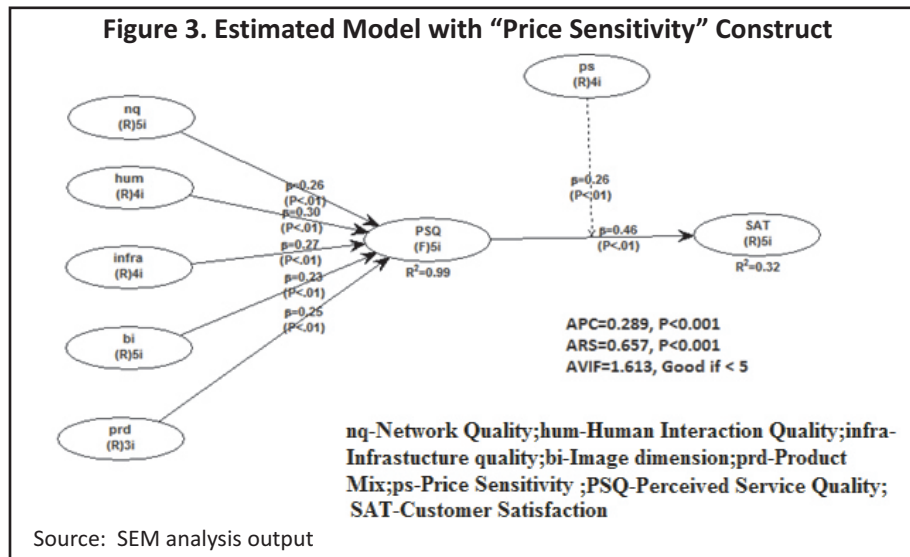 Figure 3. Estimated Model with “Price Sensitivity” Construct
ps
(R)4i
nq
(R)5i
hum
(R)4i
infra
(R)4i
bi
(R)5i
prd
(R)3i
β=0.26
(P<.01)
β=0.30
(P<.01)
β=0.27
(P<.01)
β=0.23
(P<.01)
β=0.25
(P<.01)
PSQ
(F)5i
R²=0.99
β=0.26
(P<.01)
β=0.46
(P<.01)
SAT
(R)5i
R²=0.32
APC=0.289, P<0.001
ARS=0.657, P<0.001
AVIF=1.613, Good if < 5
nq-Network Quality;hum-Human Interaction Quality;infra-
Infrastucture quality;bi-Image dimension;prd-Product
Mix;ps-Price Sensitivity ;PSQ-Perceived Service Quality;
SAT-Customer Satisfaction
Source: SEM analysis output